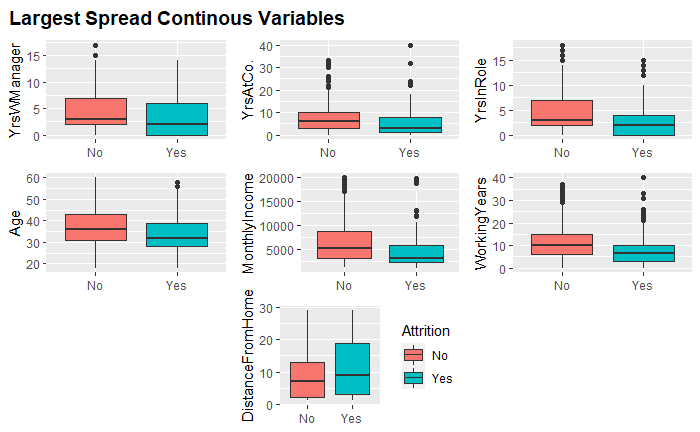 Largest Spread Continous Variables
YrsWManager
15
10
5
0
No Yes
YrsAtCo.
40
30
20
10
0
No Yes
YrsInRole
15
10
5
0
No Yes
Age
60
50
40
30
20
No Yes
MonthlyIncome
20000
15000
10000
5000
No Yes
WorkingYears
40
30
20
10
0
No Yes
DistanceFromHome
30
20
10
0
No Yes
Attrition
No
Yes